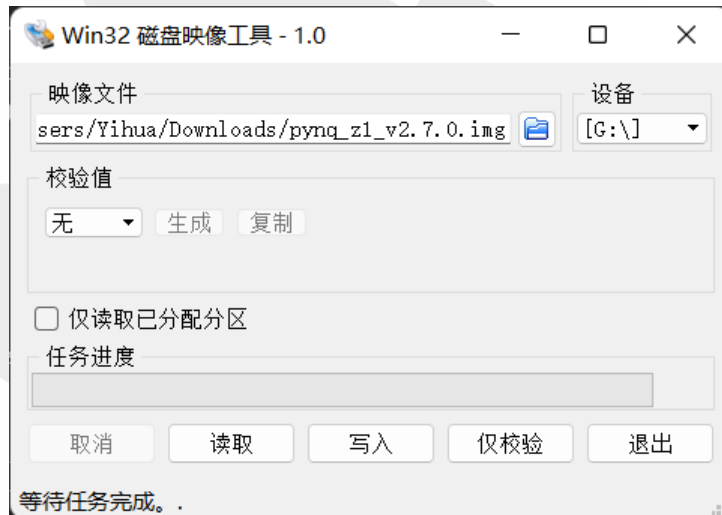 Win32 磁盘映像工具 - 1.0
映像文件
设备
sers/Yihua/Downloads/pynq_z1_v2.7.0.img
[G:\]
校验值
无
生成
复制
仅读取已分配分区
任务进度
取消
读取
写入
仅校验
退出
等待任务完成。.